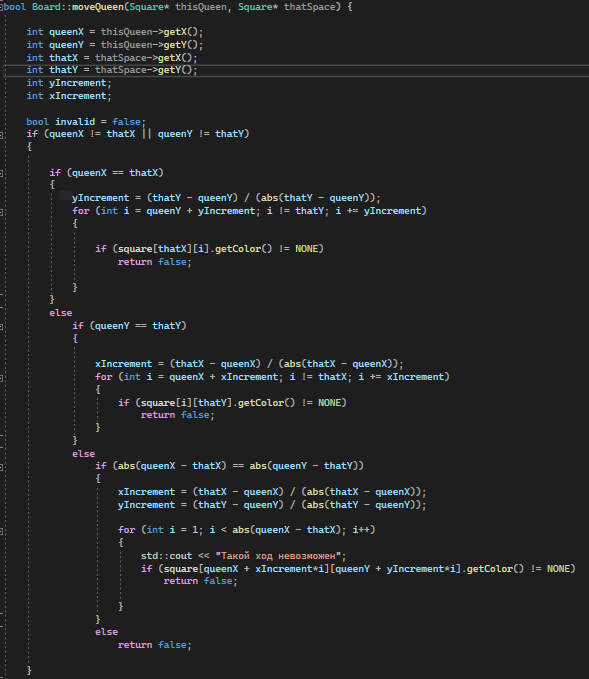 bool Board::moveQueen(Square* thisQueen, Square* thatSpace) {
int queenX = thisQueen->getX();
int queenY = thisQueen->getY();
int thatX = thatSpace->getX();
int thatY = thatSpace->getY();
int yIncrement;
int xIncrement;
bool invalid = false;
if (queenX != thatX || queenY != thatY)
{
if (queenX == thatX)
{
yIncrement = (thatY - queenY) / (abs(thatY - queenY));
for (int i = queenY + yIncrement; i != thatY; i += yIncrement)
{
if (square[thatX][i].getColor() != NONE)
return false;
}
}
else
if (queenY == thatY)
{
xIncrement = (thatX - queenX) / (abs(thatX - queenX));
for (int i = queenX + xIncrement; i != thatX; i += xIncrement)
{
if (square[i][thatY].getColor() != NONE)
return false;
}
}
else
if (abs(queenX - thatX) == abs(queenY - thatY))
{
xIncrement = (thatX - queenX) / (abs(thatX - queenX));
yIncrement = (thatY - queenY) / (abs(thatY - queenY));
for (int i = 1; i < abs(queenX - thatX); i++)
{
std::cout << "Такой ход невозможен";
if (square[queenX + xIncrement*i][queenY + yIncrement*i].getColor() != NONE)
return false;
}
}
else
return false;
}